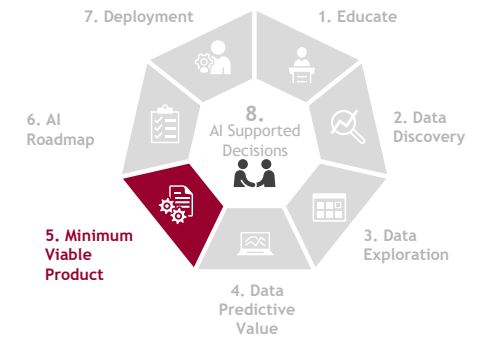 7. Deployment
1. Educate
8.
AI Supported
Decisions
6. AI
Roadmap
2. Data
Discovery
5. Minimum
Viable
Product
3. Data
Exploration
4. Data
Predictive
Value